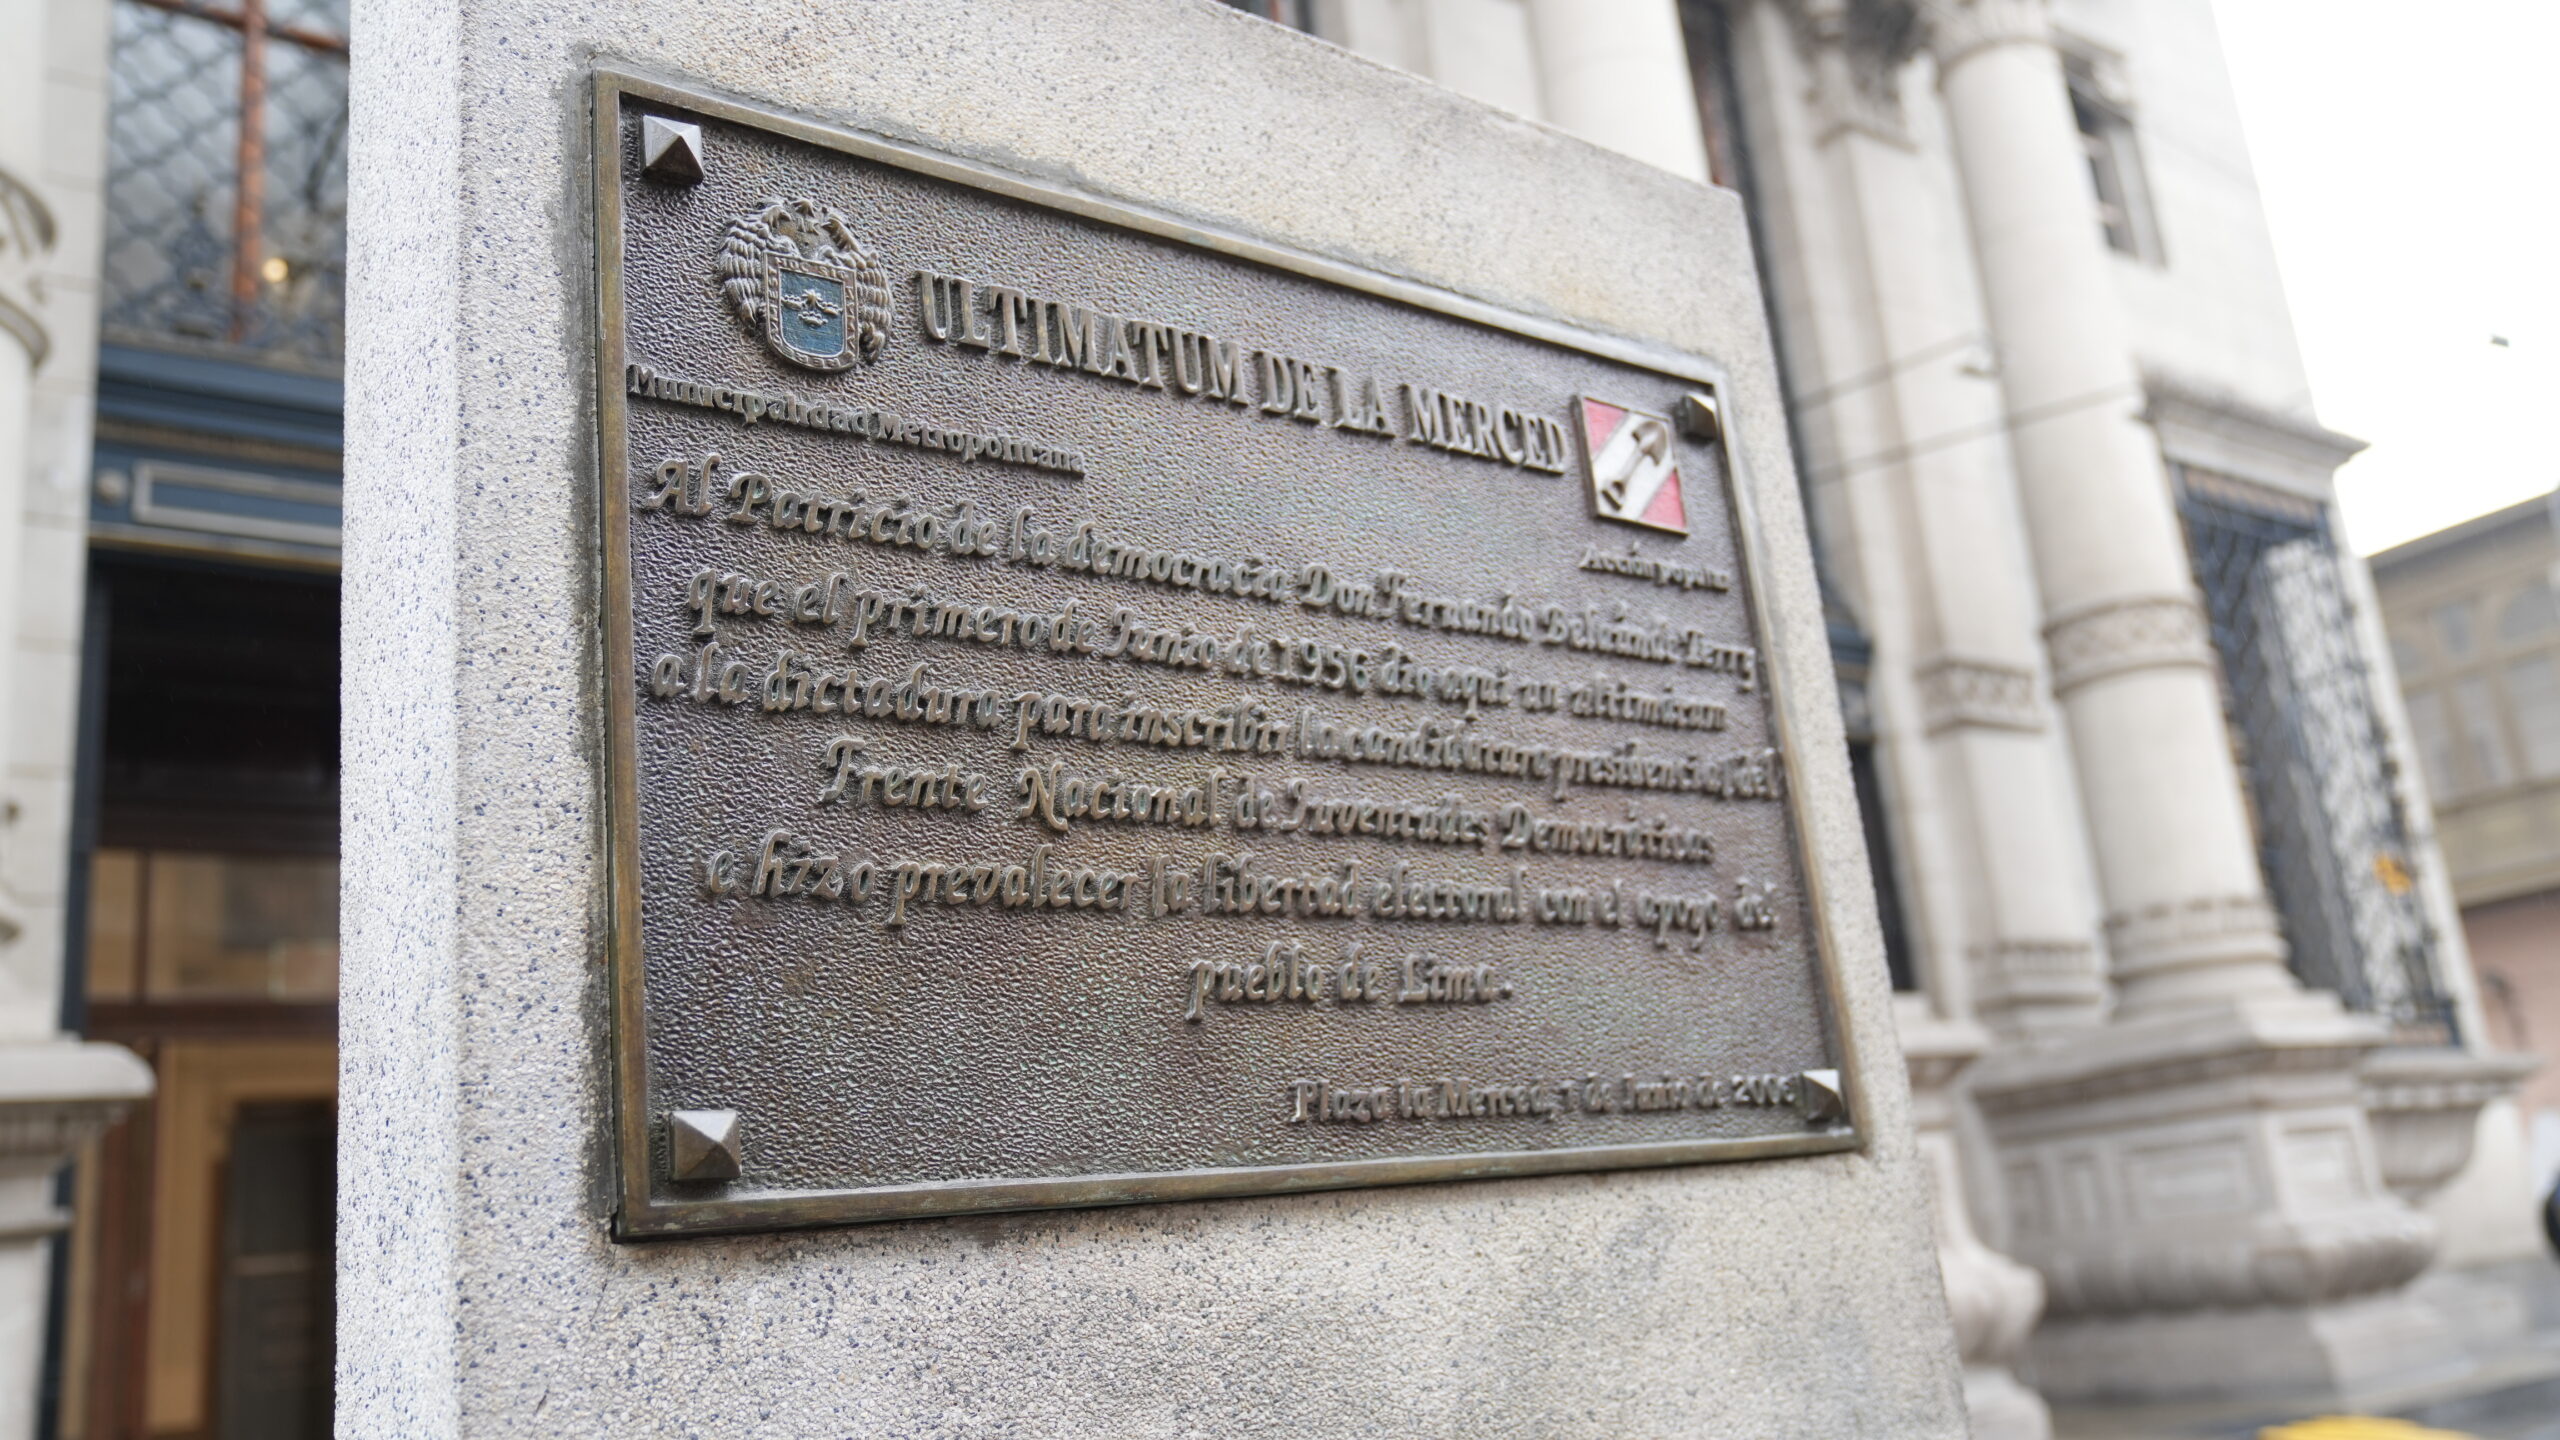 ULTIMATUM DE LA MERCED
Municipalidad Metropolitana
Acción popular
Al Patricio de la democracia Don Fernando Belaúnde Terry
que el primero de Junio de 1956 dio aquí un ultimátum
a la dictadura para inscribir la candidatura presidencial del
Frente Nacional de Juventudes Democráticas
e hizo prevalecer la libertad electoral con el apoyo del
pueblo de Lima.
Plaza la Merced, 1 de Junio de 2006